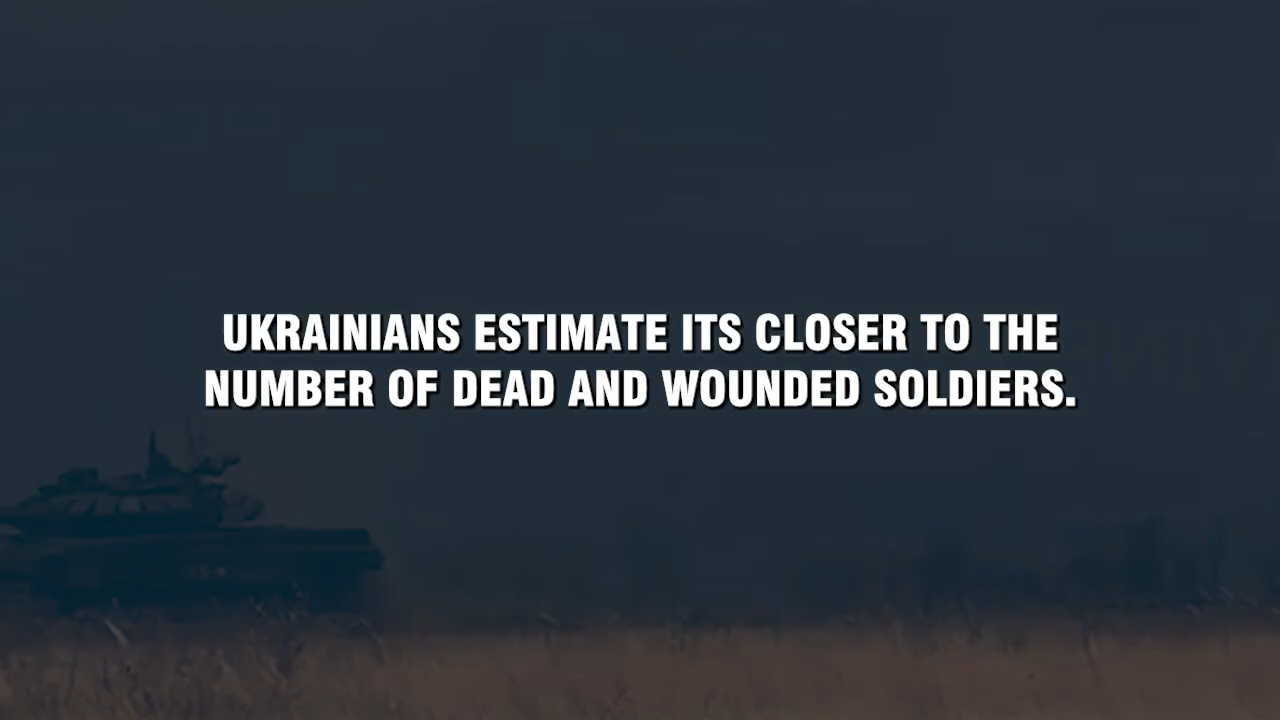 UKRAINIANS ESTIMATE ITS CLOSER TO THE
NUMBER OF DEAD AND WOUNDED SOLDIERS.